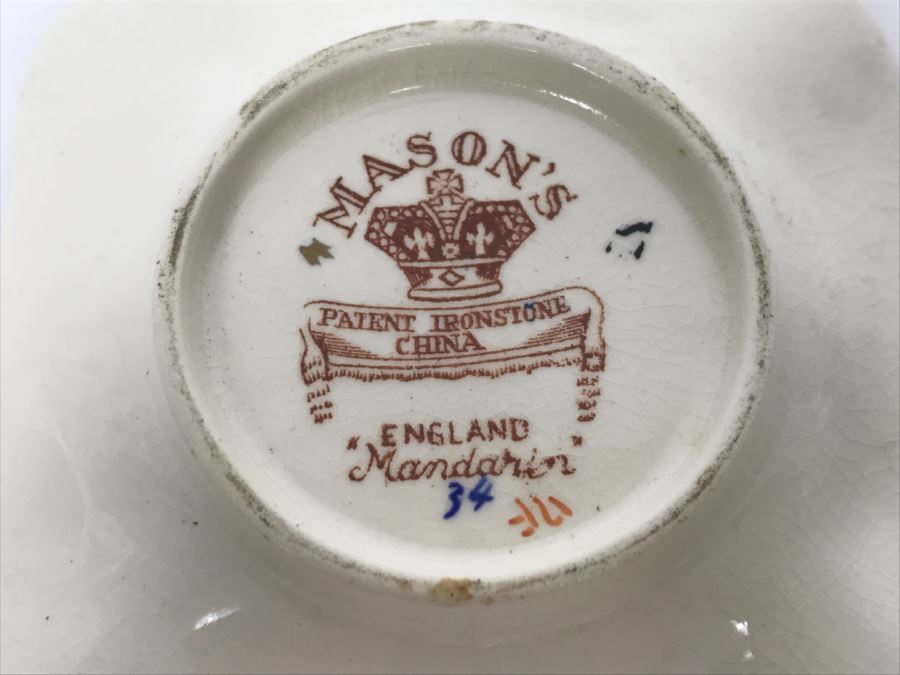 MASON'S
PATENT IRONSTONE
CHINA
ENGLAND
"Mandarin"
34